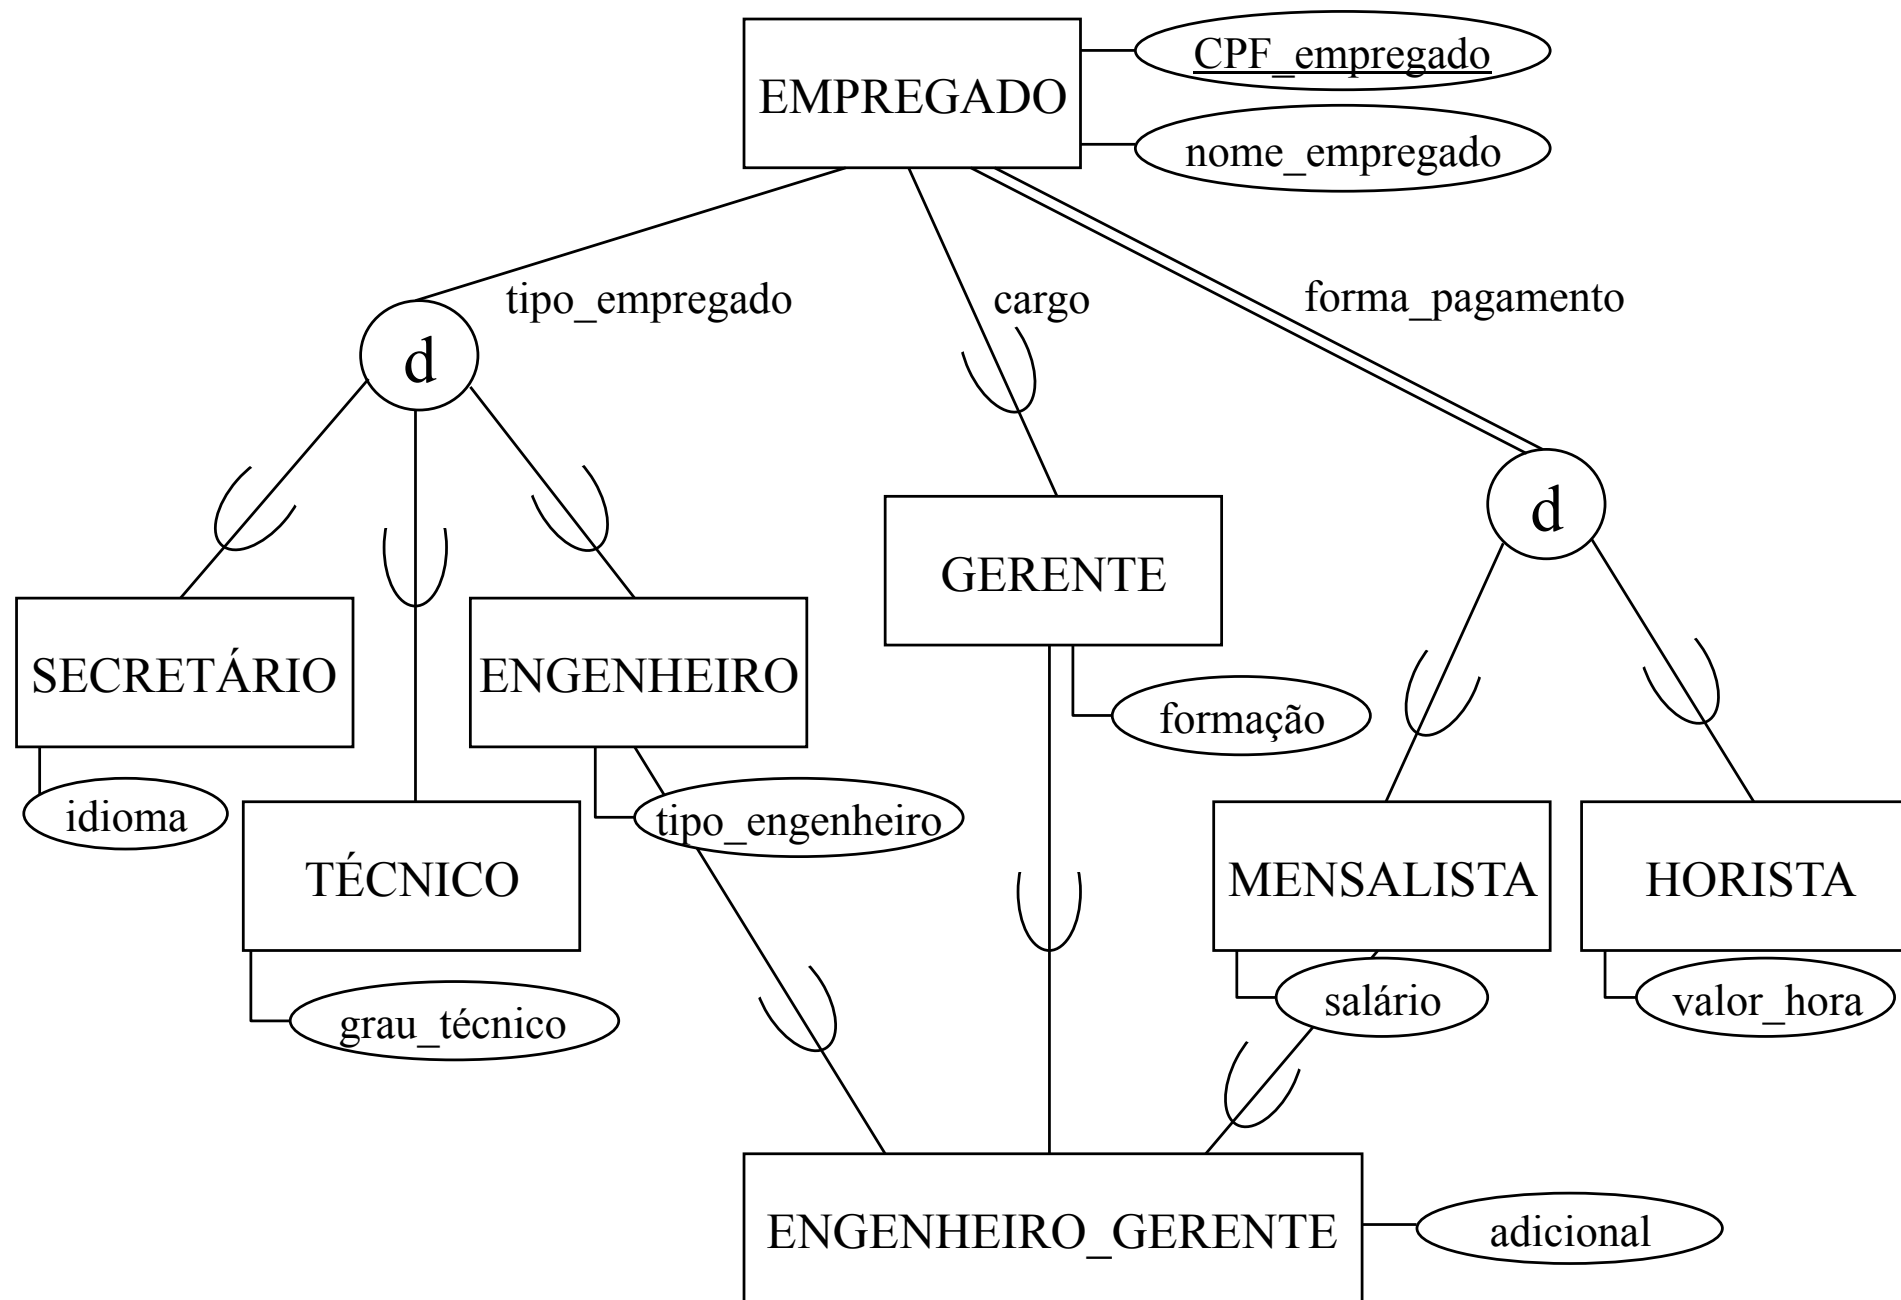 CPF_empregado
EMPREGADO
nome_empregado
tipo_empregado
cargo
forma_pagamento
d
d
GERENTE
SECRETÁRIO
ENGENHEIRO
formação
idioma
tipo_engenheiro
TÉCNICO
MENSALISTA
HORISTA
grau_técnico
salário
valor_hora
ENGENHEIRO_GERENTE
adicional